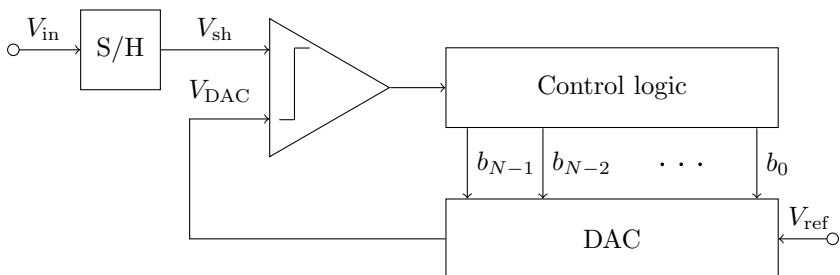 V_in
S/H
V_sh
V_DAC
Control logic
b_{N−1}
b_{N−2}
· · ·
b_0
DAC
V_ref